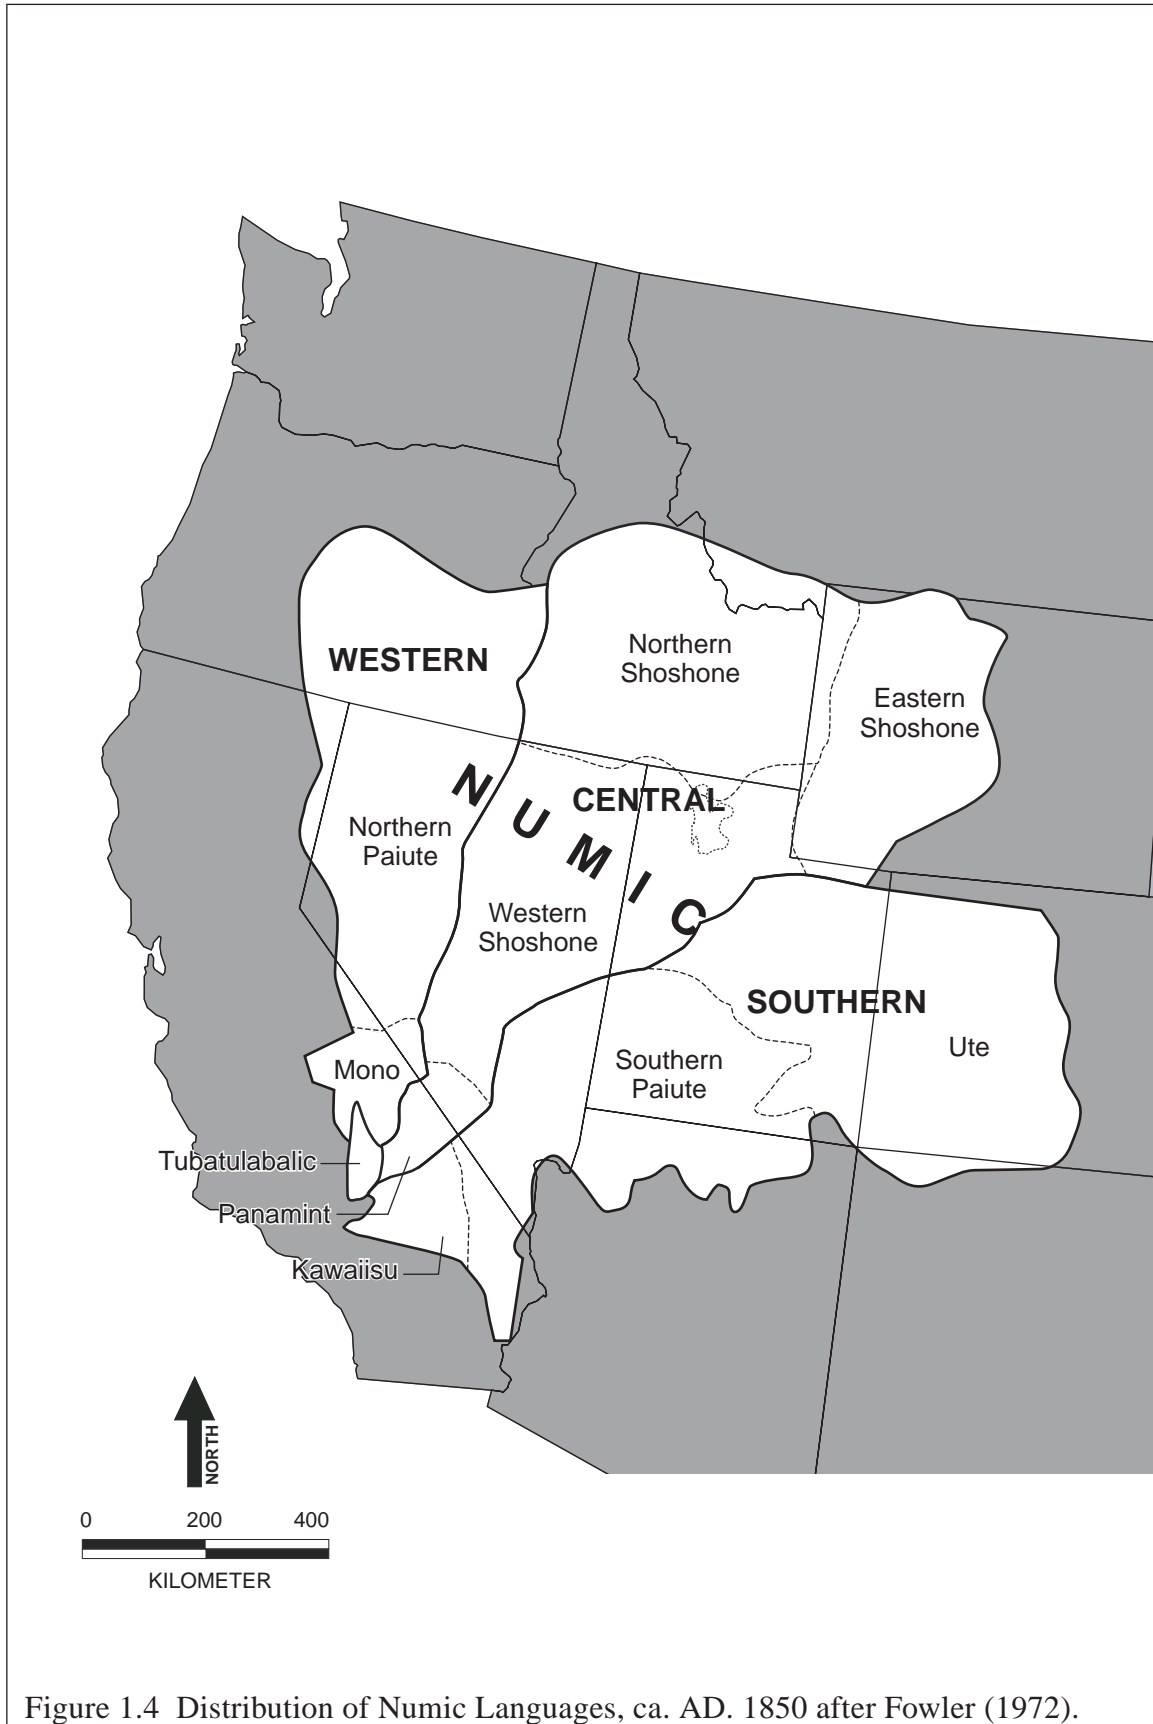 Northern
Shoshone
WESTERN
Eastern
Shoshone
NUMIC
CENTRAL
Northern
Paiute
Western
Shoshone
SOUTHERN
Ute
Southern
Paiute
Mono
Tubatulabalic
Panamint
Kawaiisu
NORTH
0 200 400
KILOMETER
Figure 1.4 Distribution of Numic Languages, ca. AD. 1850 after Fowler (1972).